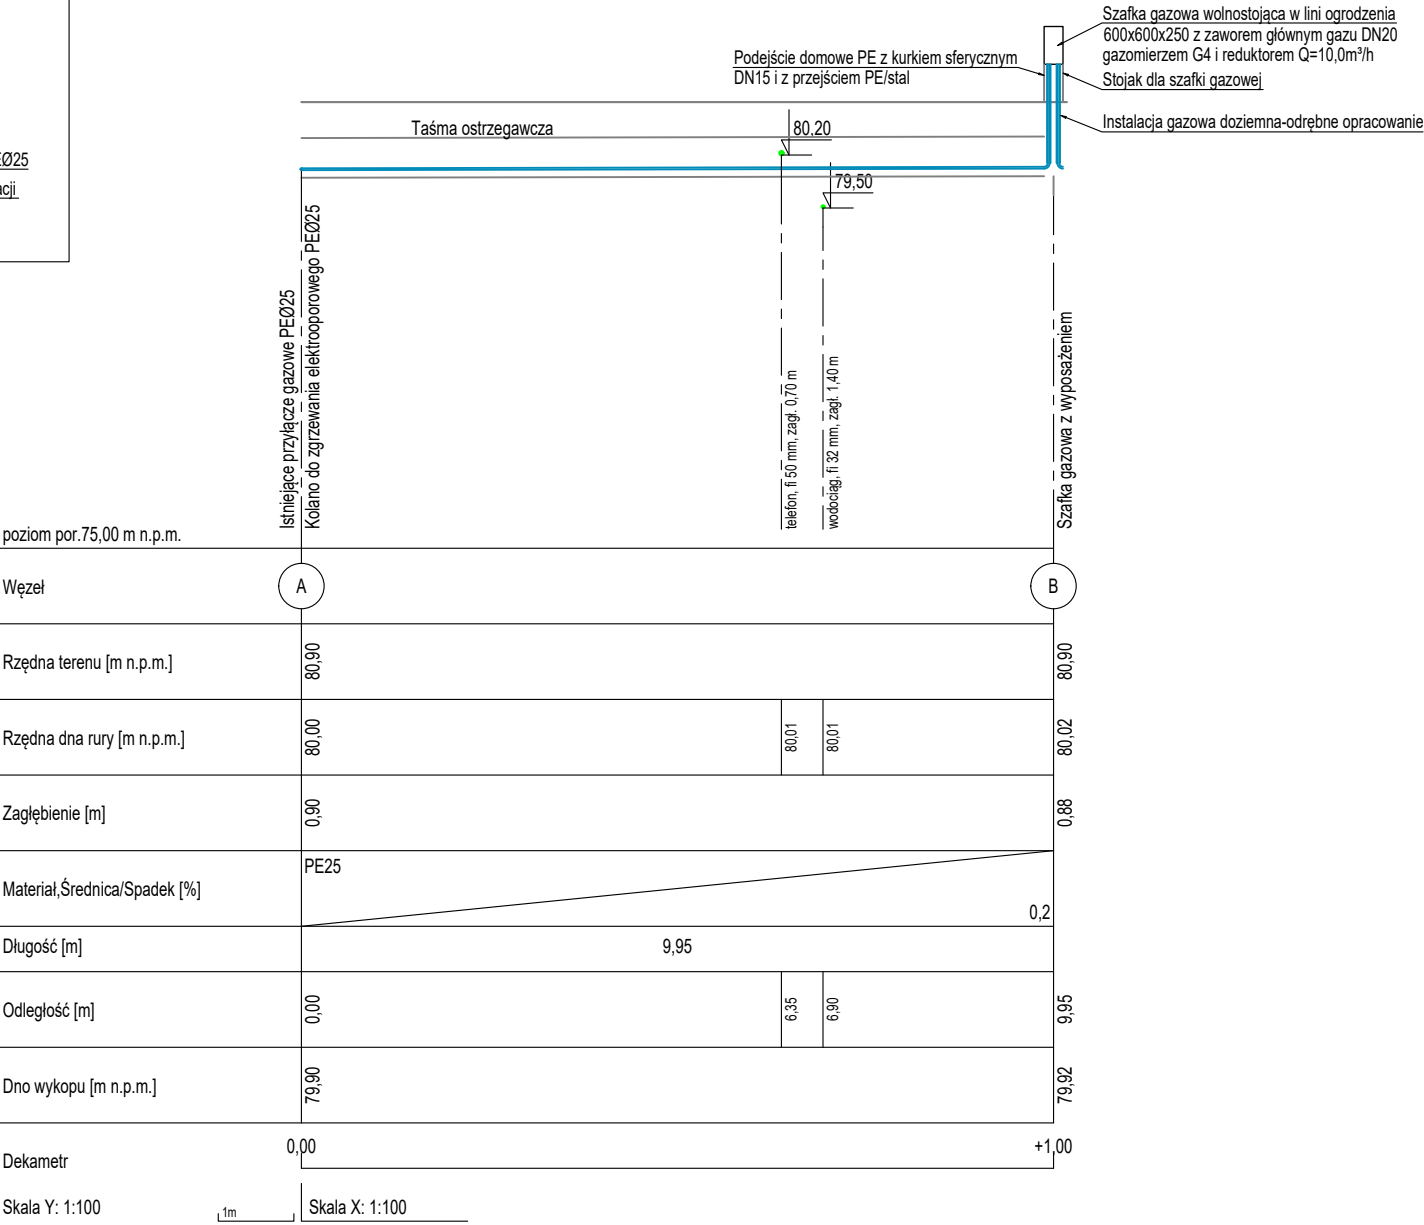 Szafka gazowa wolnostojąca w lini ogrodzenia
600x600x250 z zaworem głównym gazu DN20
gazomierzem G4 i reduktorem Q=10,0m³/h
Podejście domowe PE z kurkiem sferycznym
DN15 i z przejściem PE/stal
Stojak dla szafki gazowej
Instalacja gazowa doziemna-odrębne opracowanie
Taśma ostrzegawcza
80,20
79,50
Ø25
acji
Istniejące przyłącze gazowe PEØ25
Kolano do zgrzewania elektrooporowego PEØ25
telefon, fi 50 mm, zagł. 0,70 m
wodociąg, fi 32 mm, zagł. 1,40 m
Szafka gazowa z wyposażeniem
poziom por.75,00 m n.p.m.
Węzeł
A
B
Rzędna terenu [m n.p.m.]
80,90
80,90
Rzędna dna rury [m n.p.m.]
80,00
80,01
80,01
80,02
Zagłębienie [m]
0,90
0,88
Materiał,Średnica/Spadek [%]
PE25
0,2
Długość [m]
9,95
Odległość [m]
0,00
6,35
6,90
9,95
Dno wykopu [m n.p.m.]
79,90
79,92
Dekametr
0,00
+1,00
Skala Y: 1:100
1m
Skala X: 1:100